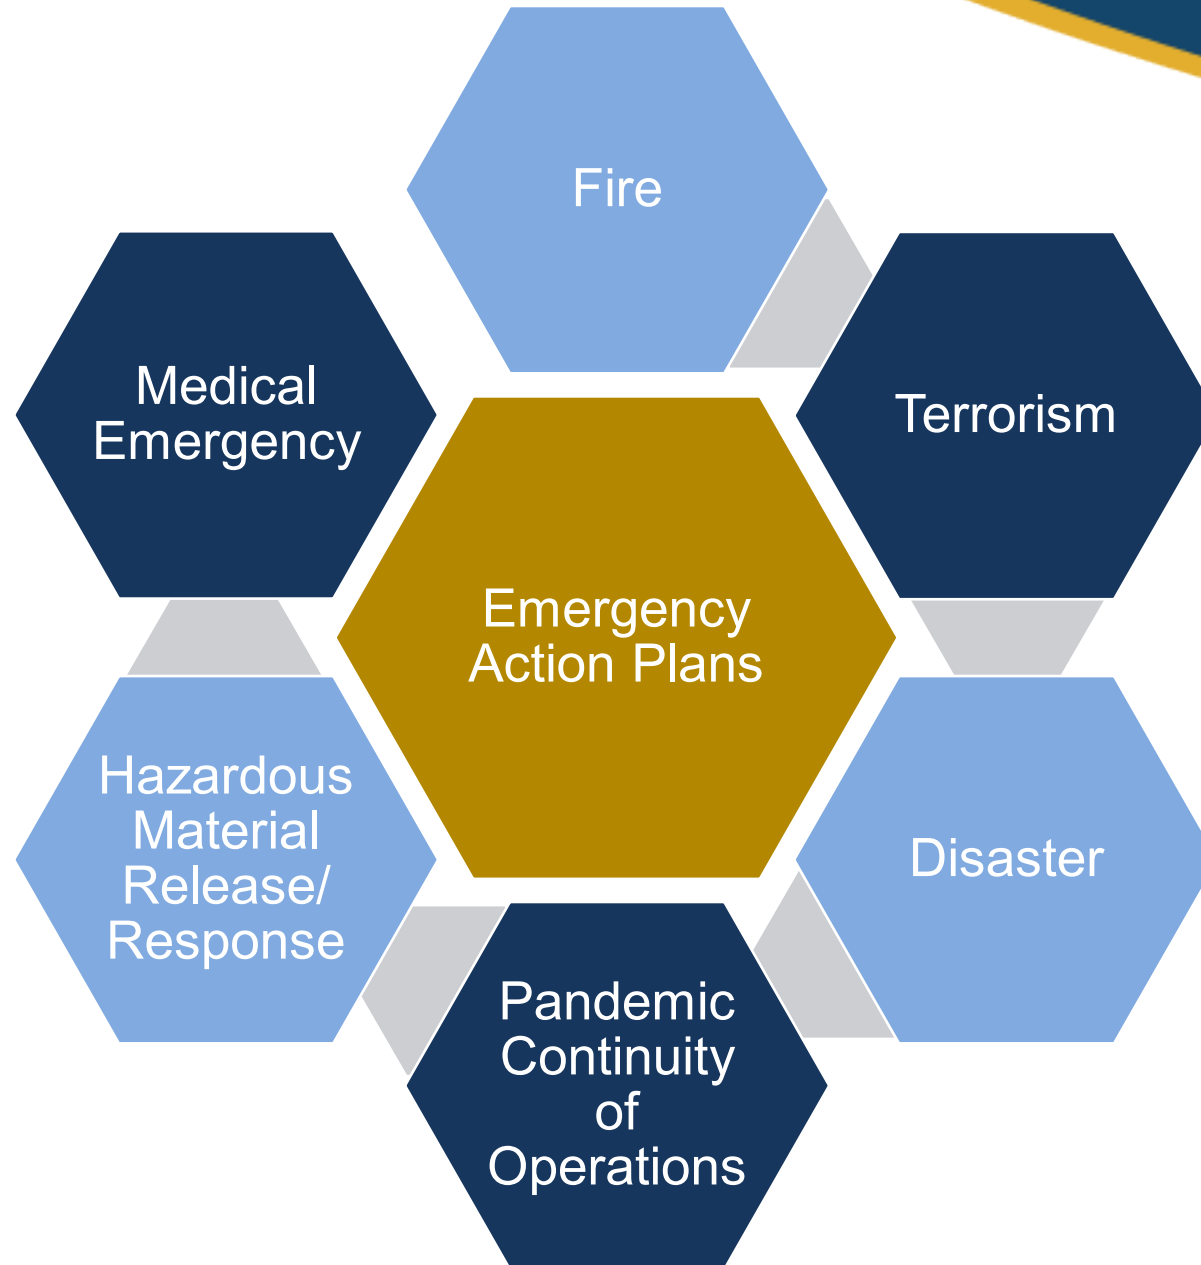 Fire
Medical
Emergency
Terrorism
Emergency
Action Plans
Hazardous
Material
Release/
Response
Disaster
Pandemic
Continuity
of
Operations